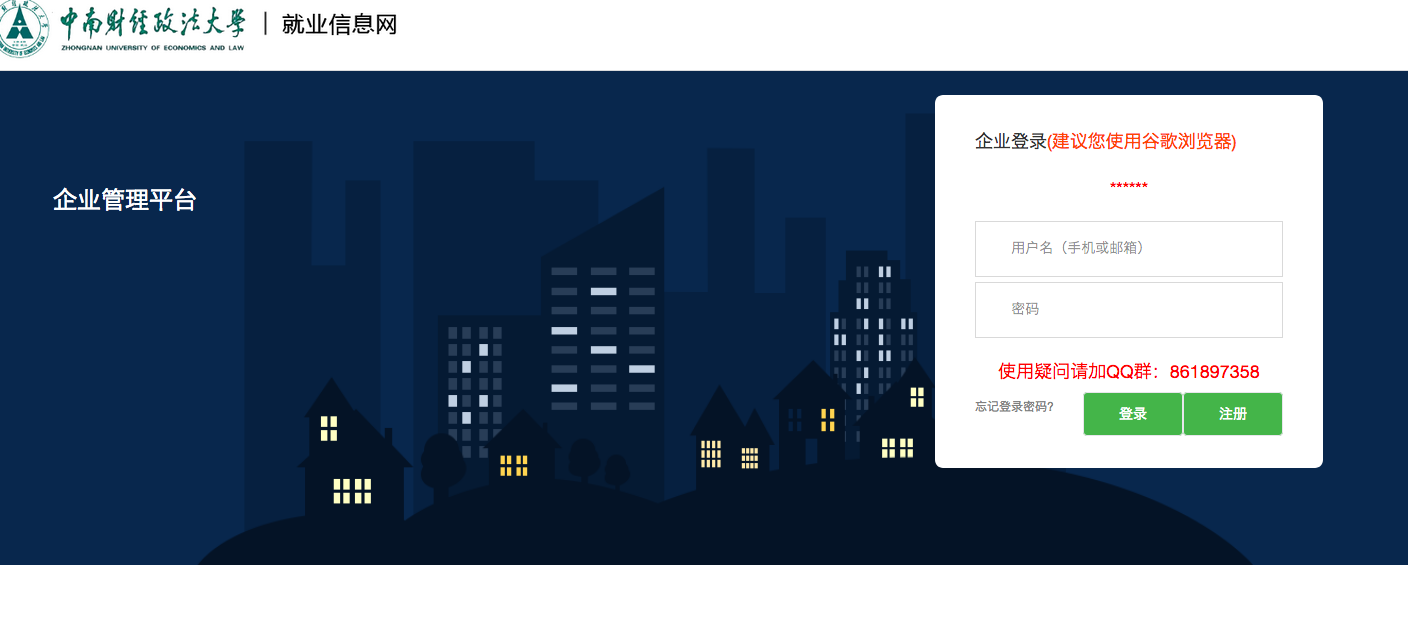 中南财经政法大学
ZHONGNAN UNIVERSITY OF ECONOMICS AND LAW
就业信息网
企业管理平台
企业登录(建议您使用谷歌浏览器)
******
用户名（手机或邮箱）
密码
使用疑问请加QQ群：861897358
忘记登录密码?
登录
注册